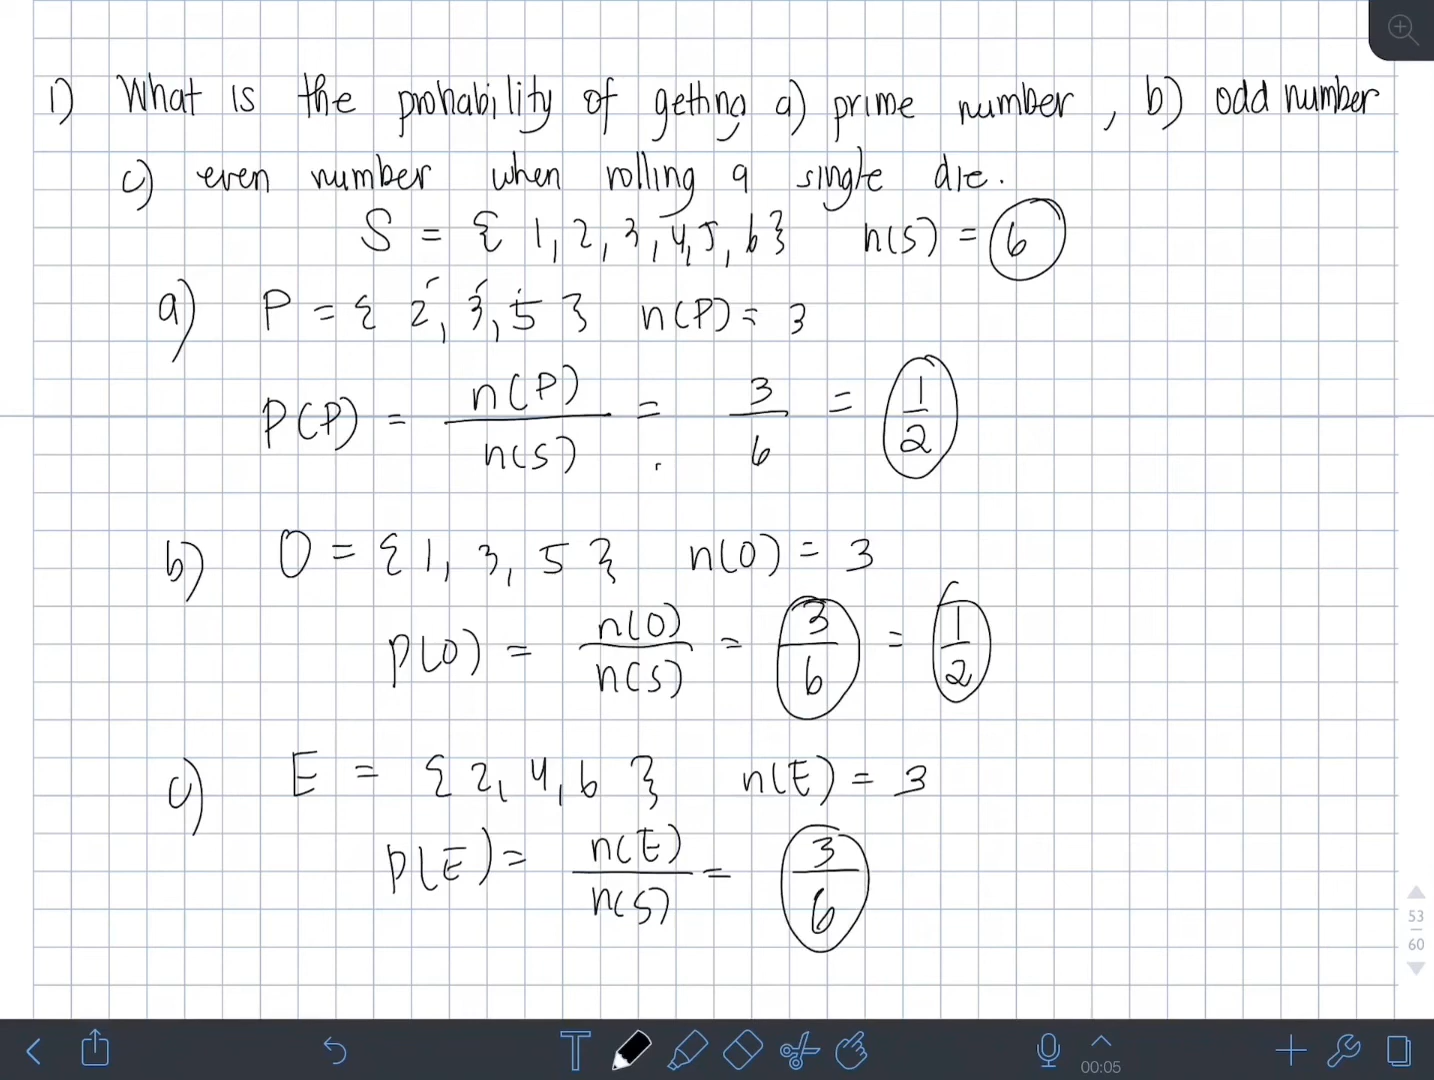 1) What is the probability of getting a) prime number, b) odd number
c) even number when rolling a single die.
S = { 1, 2, 3, 4, 5, 6 } n(S) = 6
a) P = { 2, 3, 5 } n(P) = 3
P(P) = n(P)/n(S) = 3/6 = 1/2
b) O = { 1, 3, 5 } n(O) = 3
P(O) = n(O)/n(S) = 3/6 = 1/2
c) E = { 2, 4, 6 } n(E) = 3
P(E) = n(E)/n(S) = 3/6
53
60
T
00:05